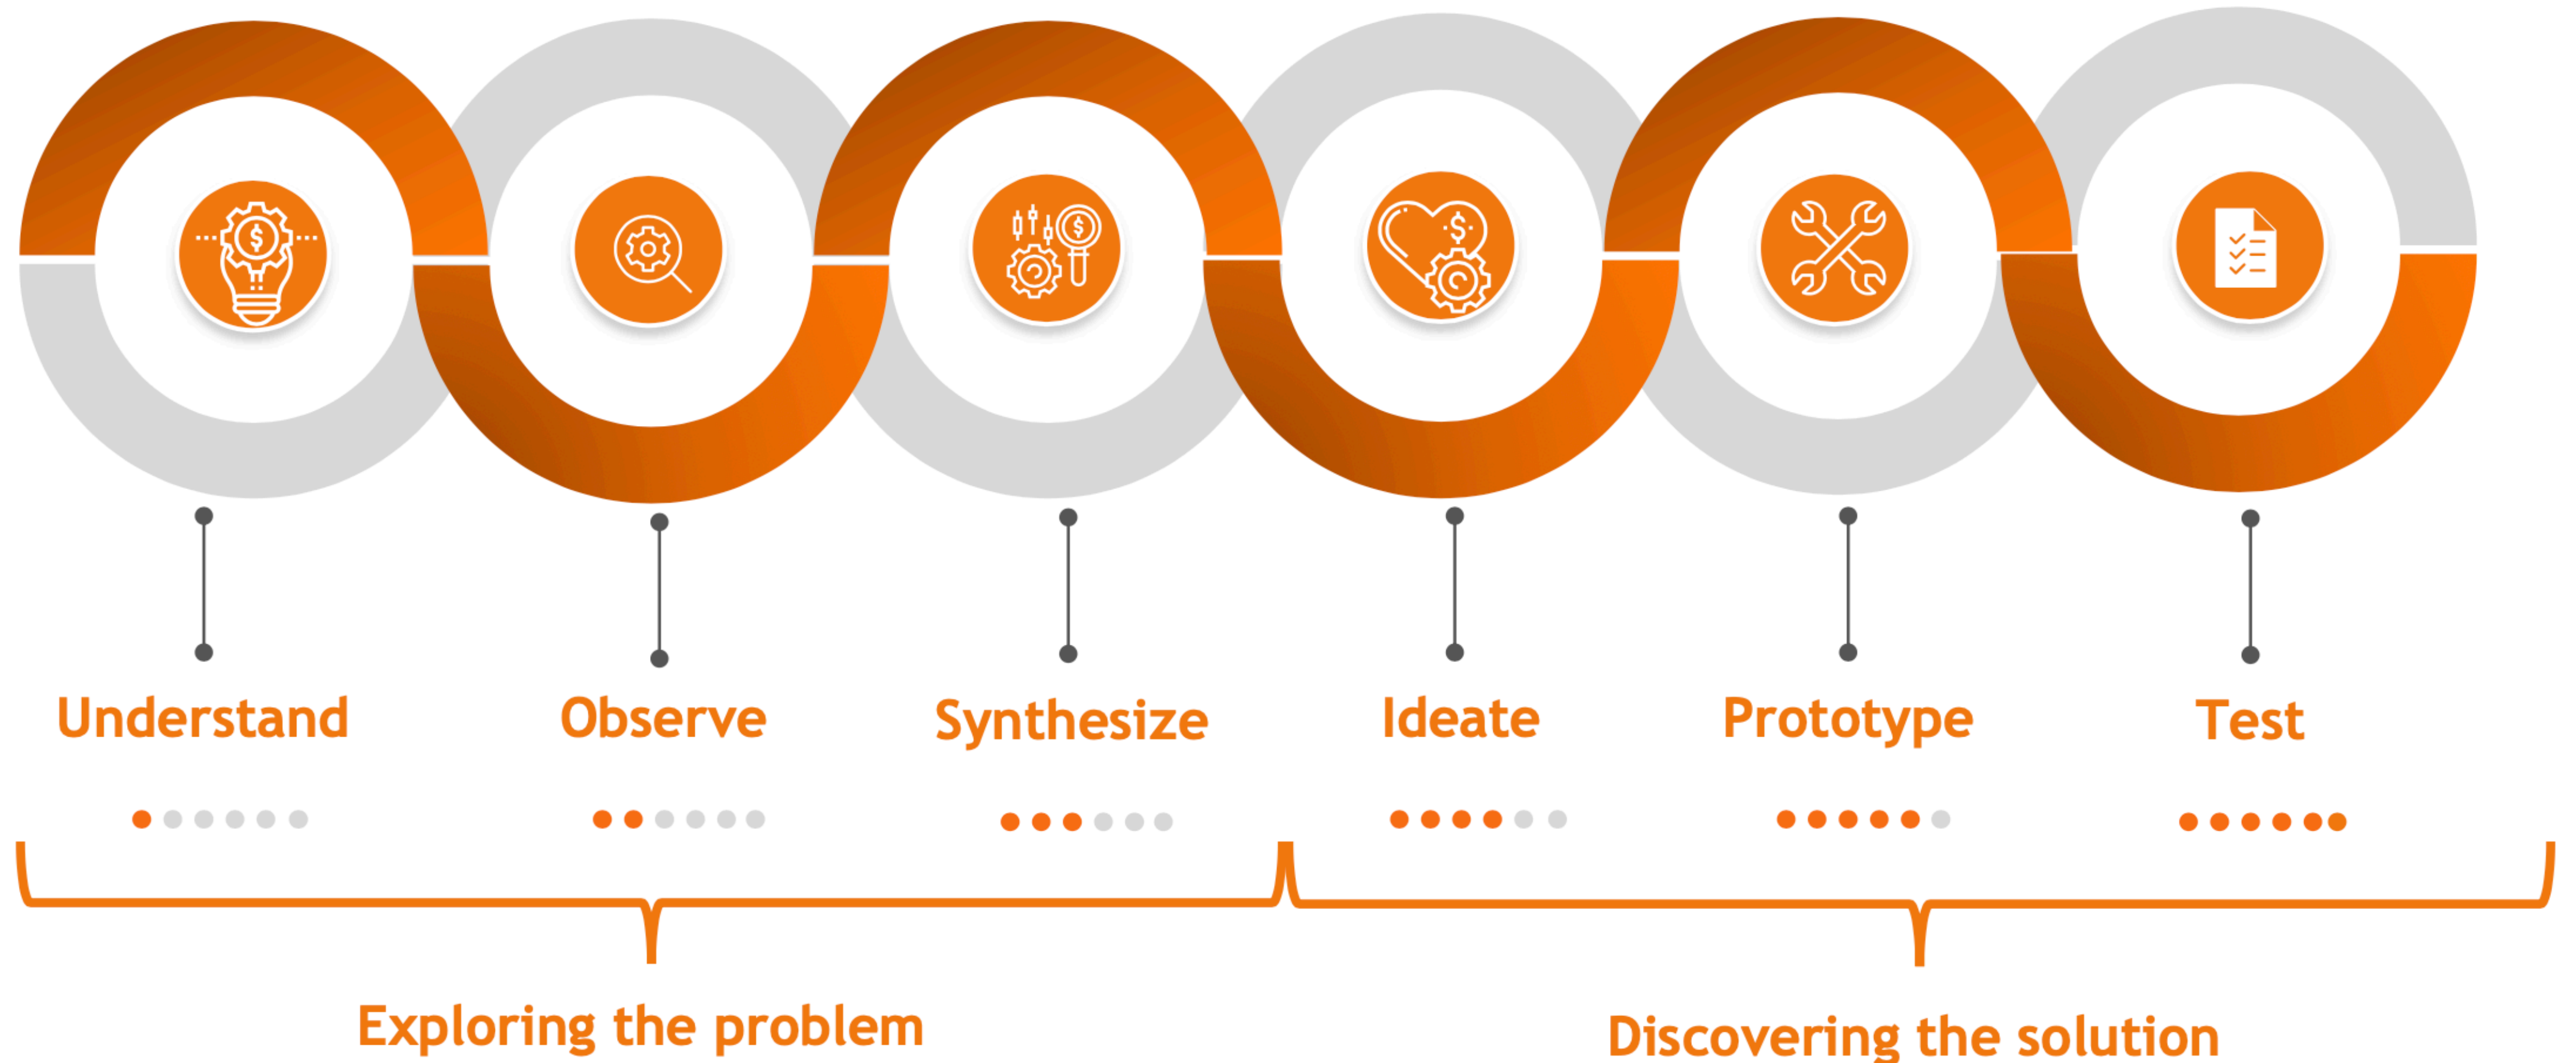 Understand
Observe
Synthesize
Ideate
Prototype
Test
Exploring the problem
Discovering the solution